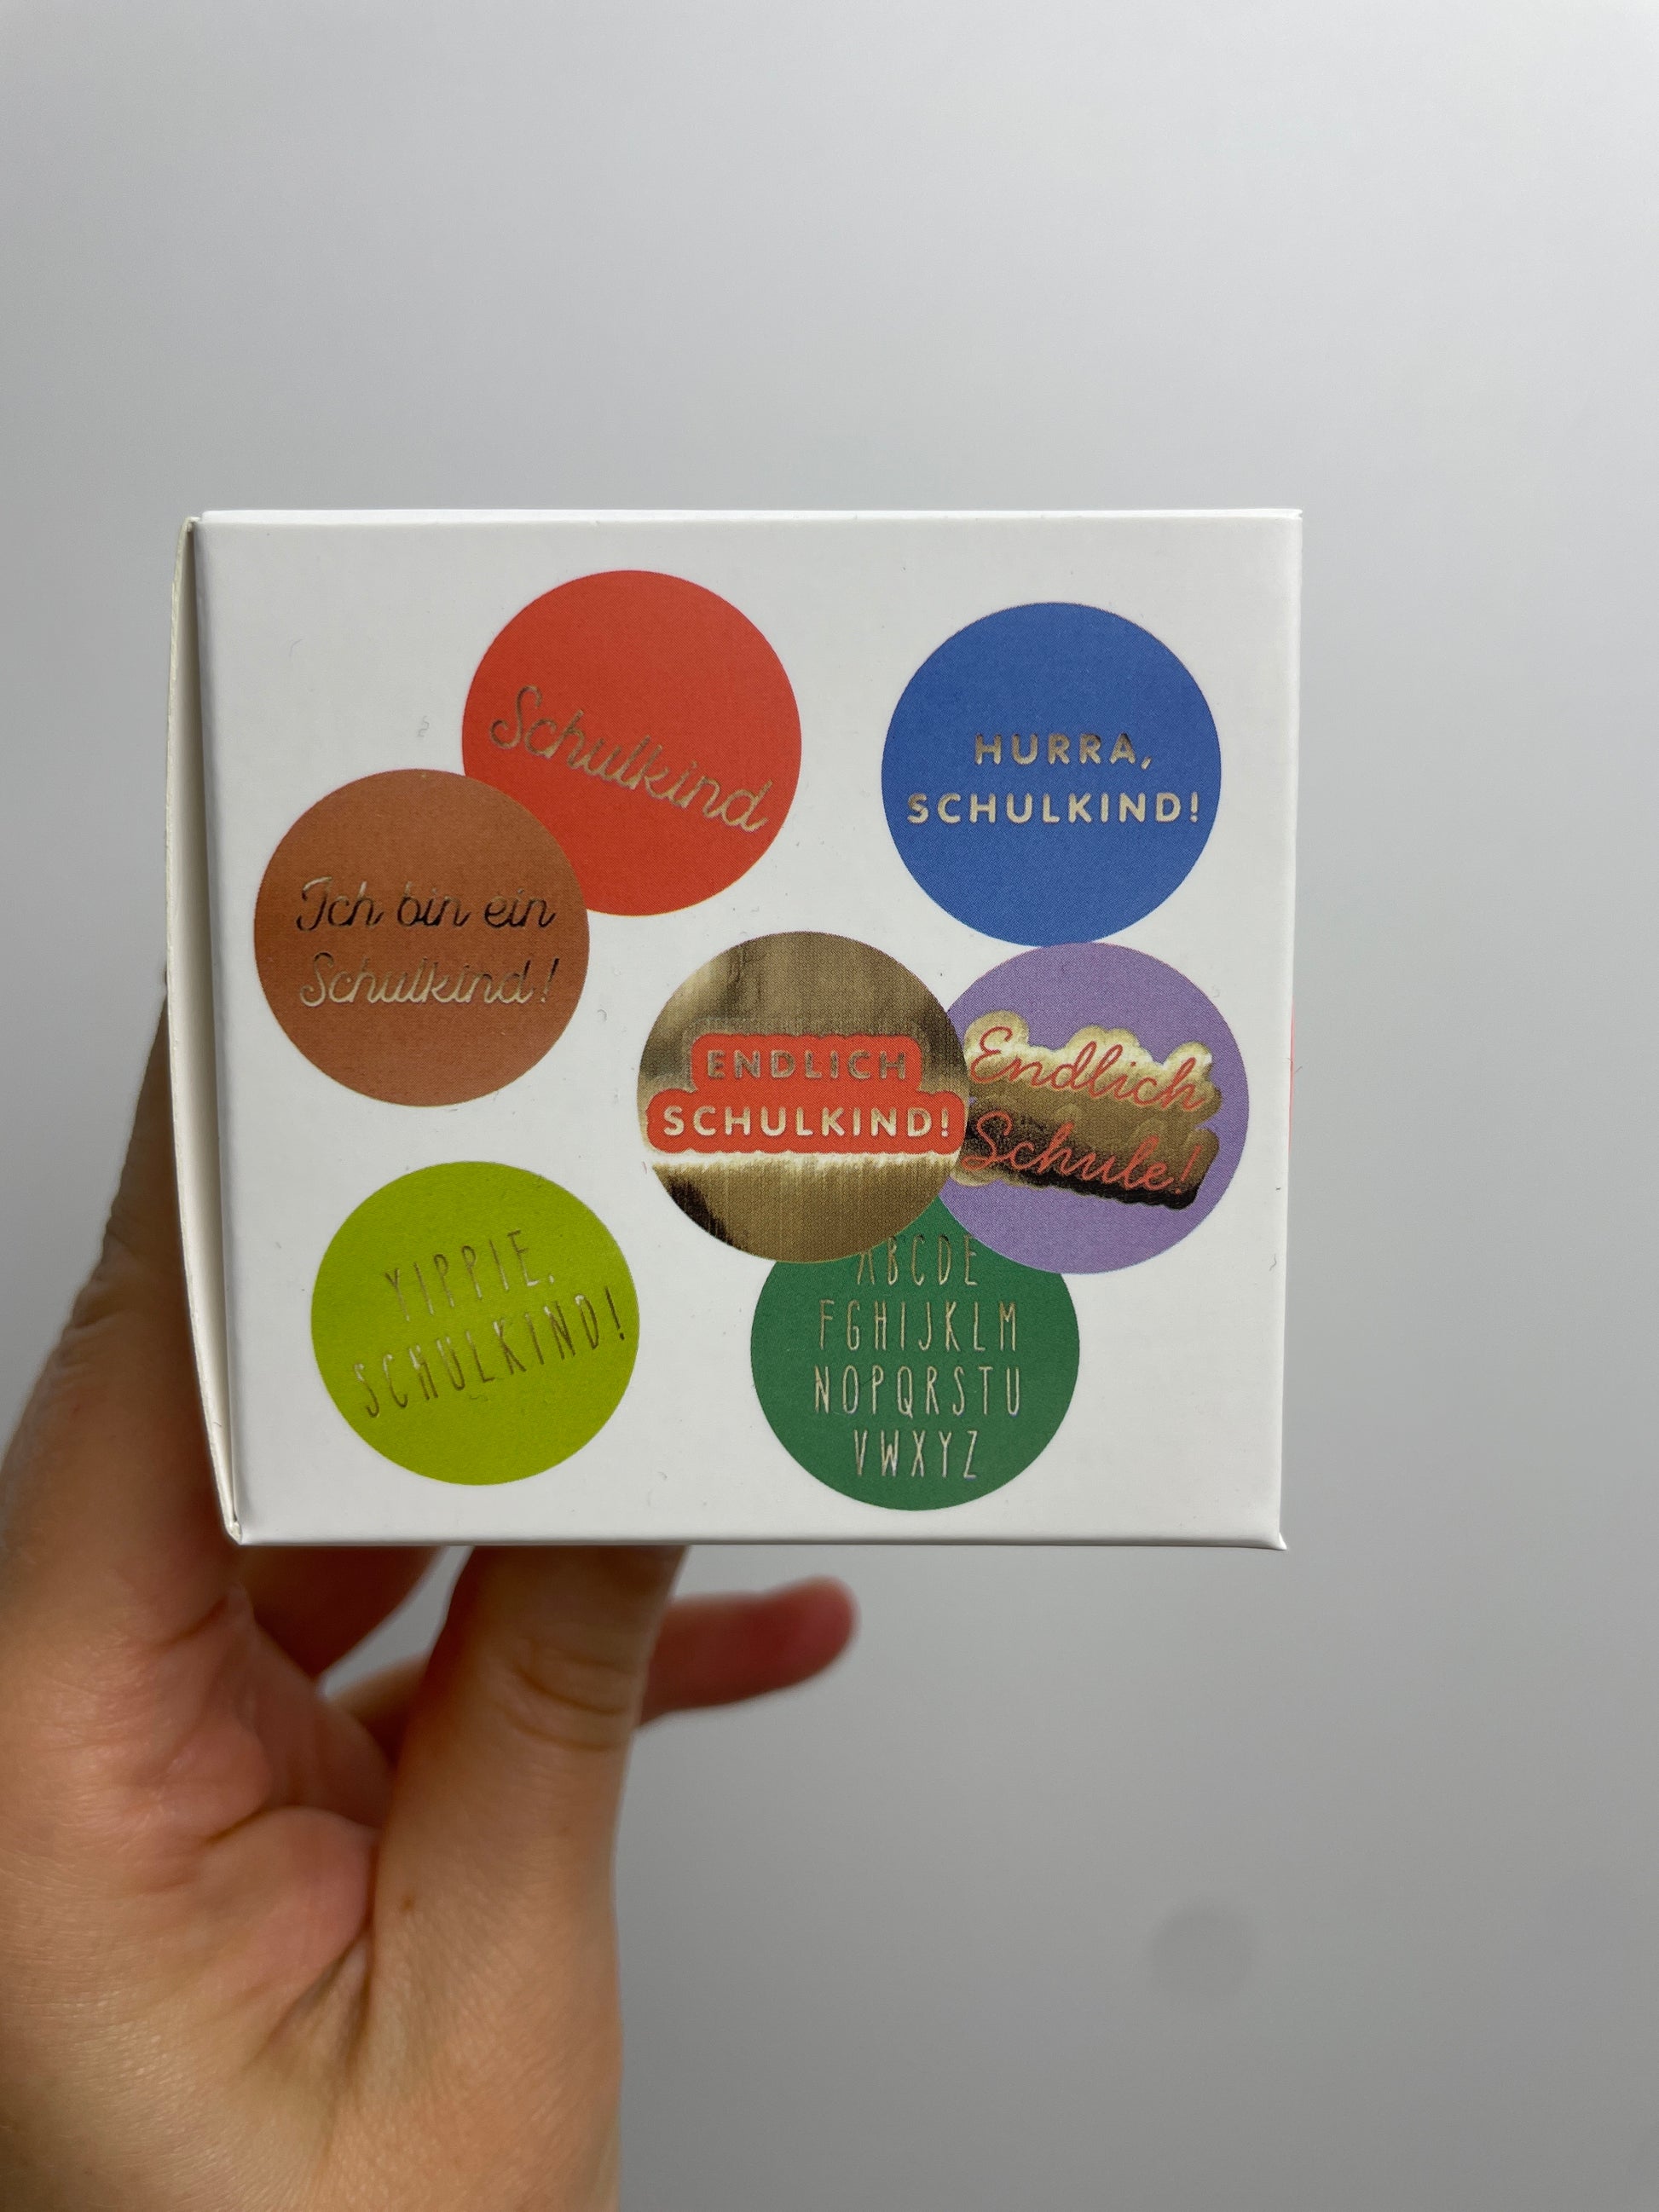 Schulkind
HURRA,
SCHULKIND!
Ich bin ein
Schulkind!
ENDLICH
SCHULKIND!
Endlich
Schule!
YIPPIE,
SCHULKIND!
ABCDE
FGHIJKLM
NOPQRSTU
VWXYZ